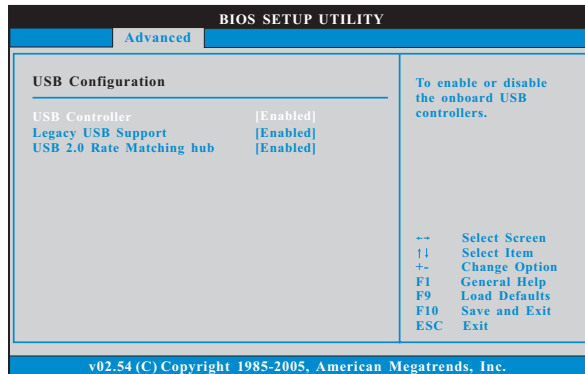 BIOS SETUP UTILITY
Advanced
USB Configuration
USB Controller [Enabled]
Legacy USB Support [Enabled]
USB 2.0 Rate Matching hub [Enabled]
To enable or disable
the onboard USB
controllers.
←→ Select Screen
↑↓ Select Item
+- Change Option
F1 General Help
F9 Load Defaults
F10 Save and Exit
ESC Exit
v02.54 (C) Copyright 1985-2005, American Megatrends, Inc.